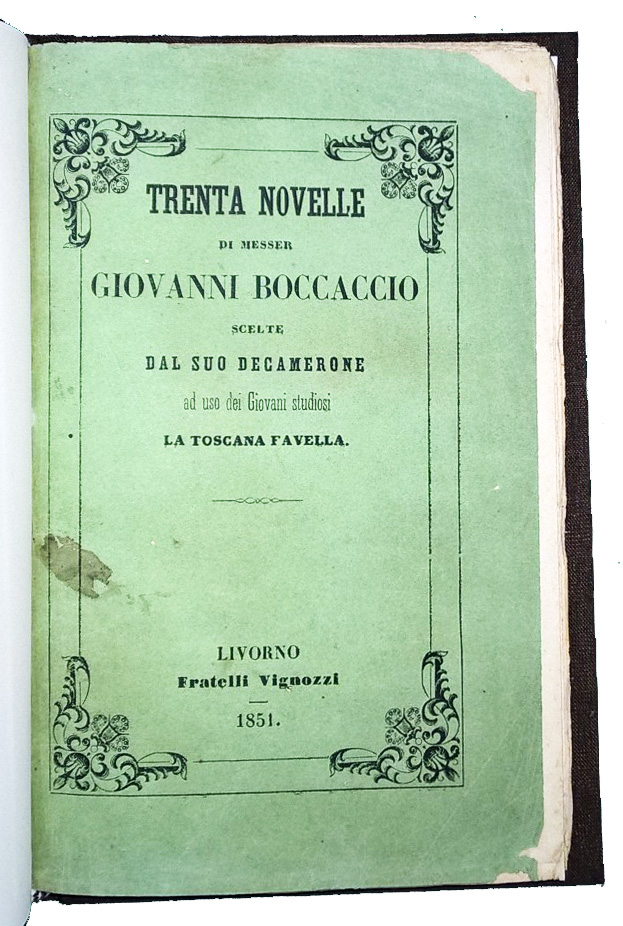 TRENTA NOVELLE
DI MESSER
GIOVANNI BOCCACCIO
SCELTE
DAL SUO DECAMERONE
ad uso dei Giovani studiosi
LA TOSCANA FAVELLA.
LIVORNO
Fratelli Vignozzi
1851.